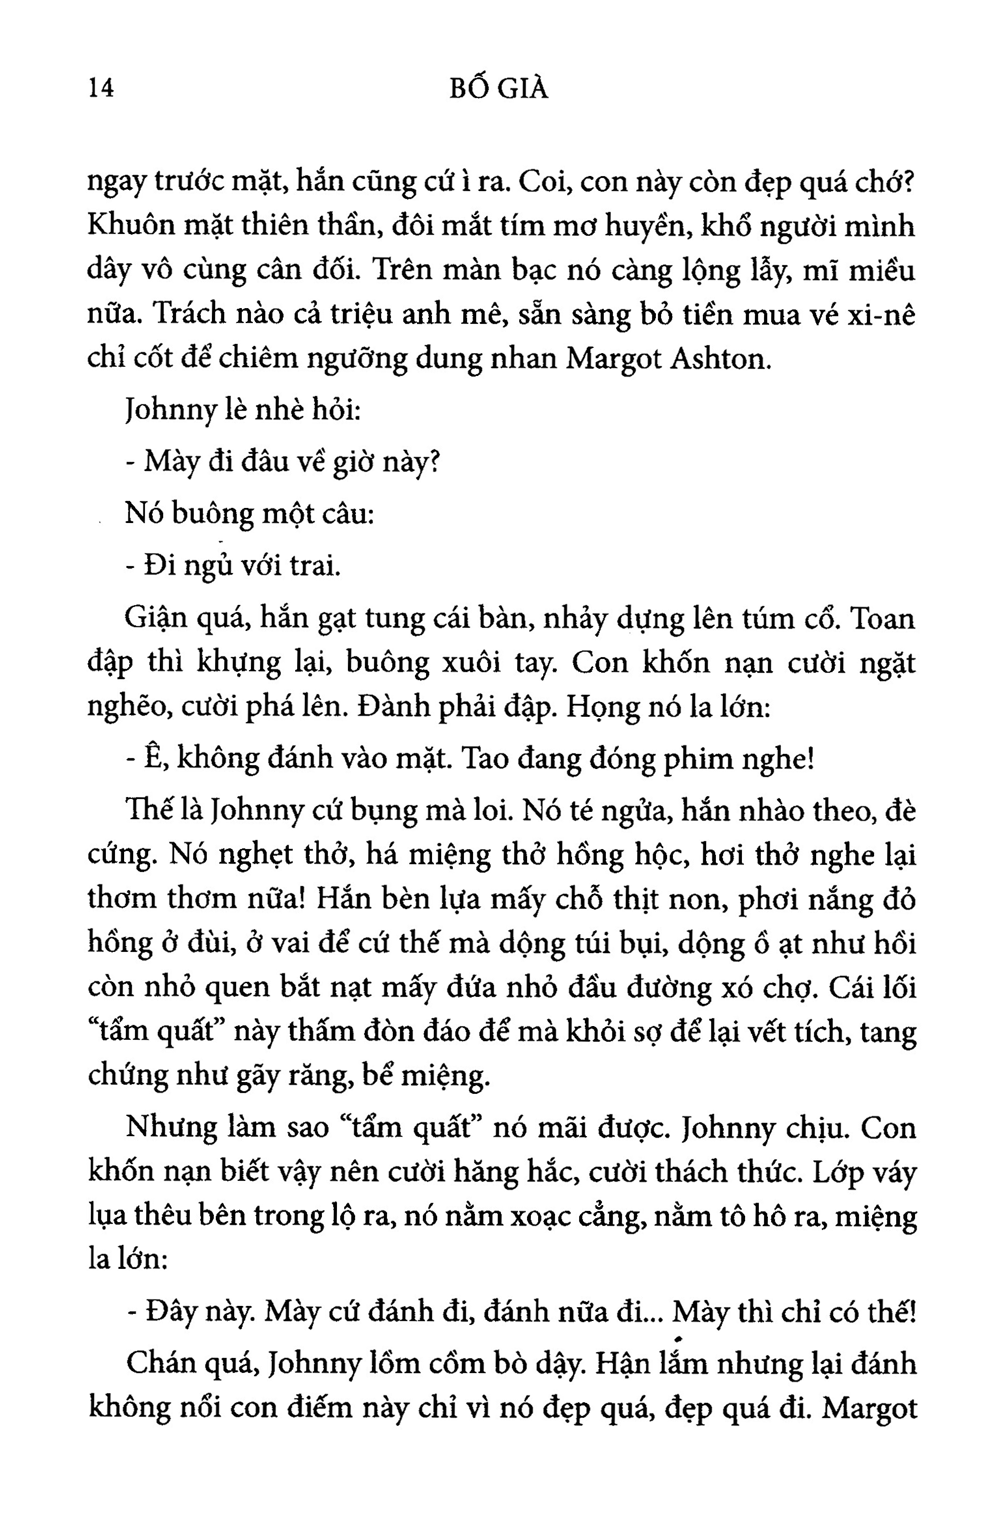 14
BỐ GIÀ
ngay trước mặt, hắn cũng cứ ì ra. Coi, con này còn đẹp quá chớ?
Khuôn mặt thiên thần, đôi mắt tím mơ huyền, khổ người mình
dây vô cùng cân đối. Trên màn bạc nó càng lộng lẫy, mĩ miều
nữa. Trách nào cả triệu anh mê, sẵn sàng bỏ tiền mua vé xi-nê
chỉ cốt để chiêm ngưỡng dung nhan Margot Ashton.
Johnny lè nhè hỏi:
- Mày đi đâu về giờ này?
Nó buông một câu:
- Đi ngủ với trai.
Giận quá, hắn gạt tung cái bàn, nhảy dựng lên túm cổ. Toan
đập thì khựng lại, buông xuôi tay. Con khốn nạn cười ngặt
nghẽo, cười phá lên. Đành phải đập. Họng nó la lớn:
- Ê, không đánh vào mặt. Tao đang đóng phim nghe!
Thế là Johnny cứ bụng mà loi. Nó té ngửa, hắn nhào theo, đè
cứng. Nó nghẹt thở, há miệng thở hồng hộc, hơi thở nghe lại
thơm thơm nữa! Hắn bèn lựa mấy chỗ thịt non, phơi nắng đỏ
hồng ở đùi, ở vai để cứ thế mà dộng túi bụi, dộng ồ ạt như hồi
còn nhỏ quen bắt nạt mấy đứa nhỏ đầu đường xó chợ. Cái lối
“tẩm quất” này thấm đòn đáo để mà khỏi sợ để lại vết tích, tang
chứng như gãy răng, bể miệng.
Nhưng làm sao “tẩm quất” nó mãi được. Johnny chịu. Con
khốn nạn biết vậy nên cười hăng hắc, cười thách thức. Lớp váy
lụa thêu bên trong lộ ra, nó nằm xoạc cẳng, nằm tô hô ra, miệng
la lớn:
- Đây này. Mày cứ đánh đi, đánh nữa đi... Mày thì chỉ có thế!
Chán quá, Johnny lồm cồm bò dậy. Hận lắm nhưng lại đánh
không nổi con điếm này chỉ vì nó đẹp quá, đẹp quá đi. Margot